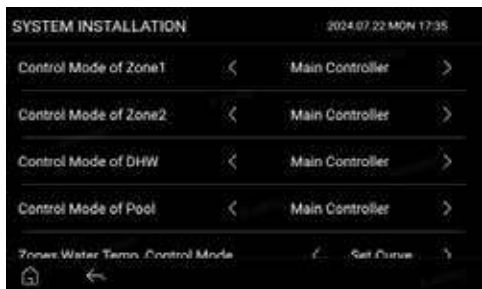 SYSTEM INSTALLATION 2024.07.22 MON 17:35
Control Mode of Zone1 Main Controller
Control Mode of Zone2 Main Controller
Control Mode of DHW Main Controller
Control Mode of Pool Main Controller
Zones Water Temp. Control Mode Set Curve